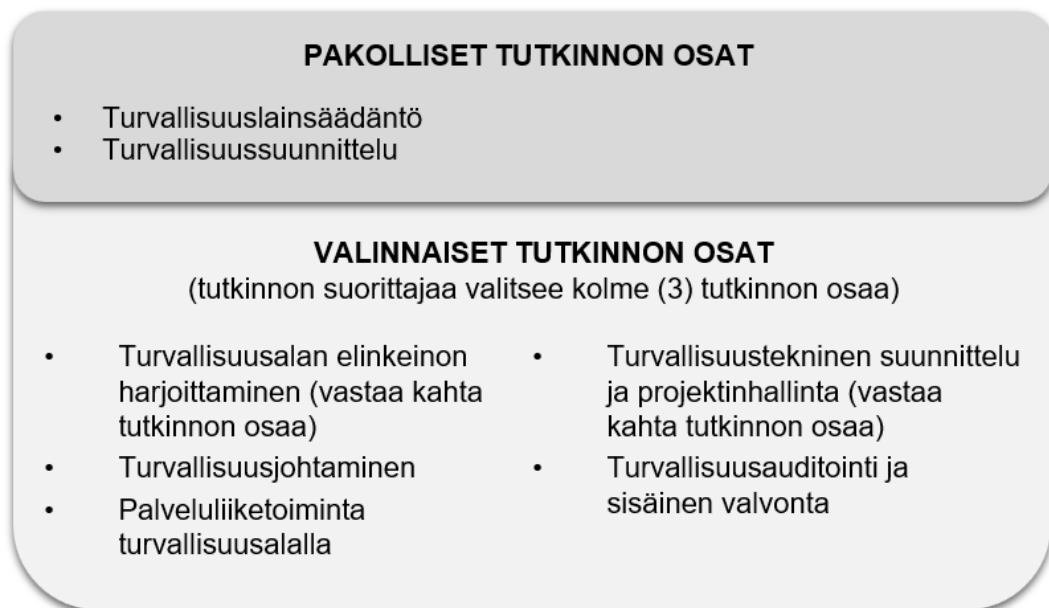 PAKOLLISET TUTKINNON OSAT
• Turvallisuuslainsäädäntö
• Turvallisuussuunnittelu
VALINNAISET TUTKINNON OSAT
(tutkinnon suorittajaa valitsee kolme (3) tutkinnon osaa)
• Turvallisuusalan elinkeinon
harjoittaminen (vastaa kahta
tutkinnon osaa)
• Turvallisuusjohtaminen
• Palveluliiketoiminta
turvallisuusalalla
• Turvallisuustekninen suunnittelu
ja projektinhallinta (vastaa
kahta tutkinnon osaa)
• Turvallisuusauditointi ja
sisäinen valvonta